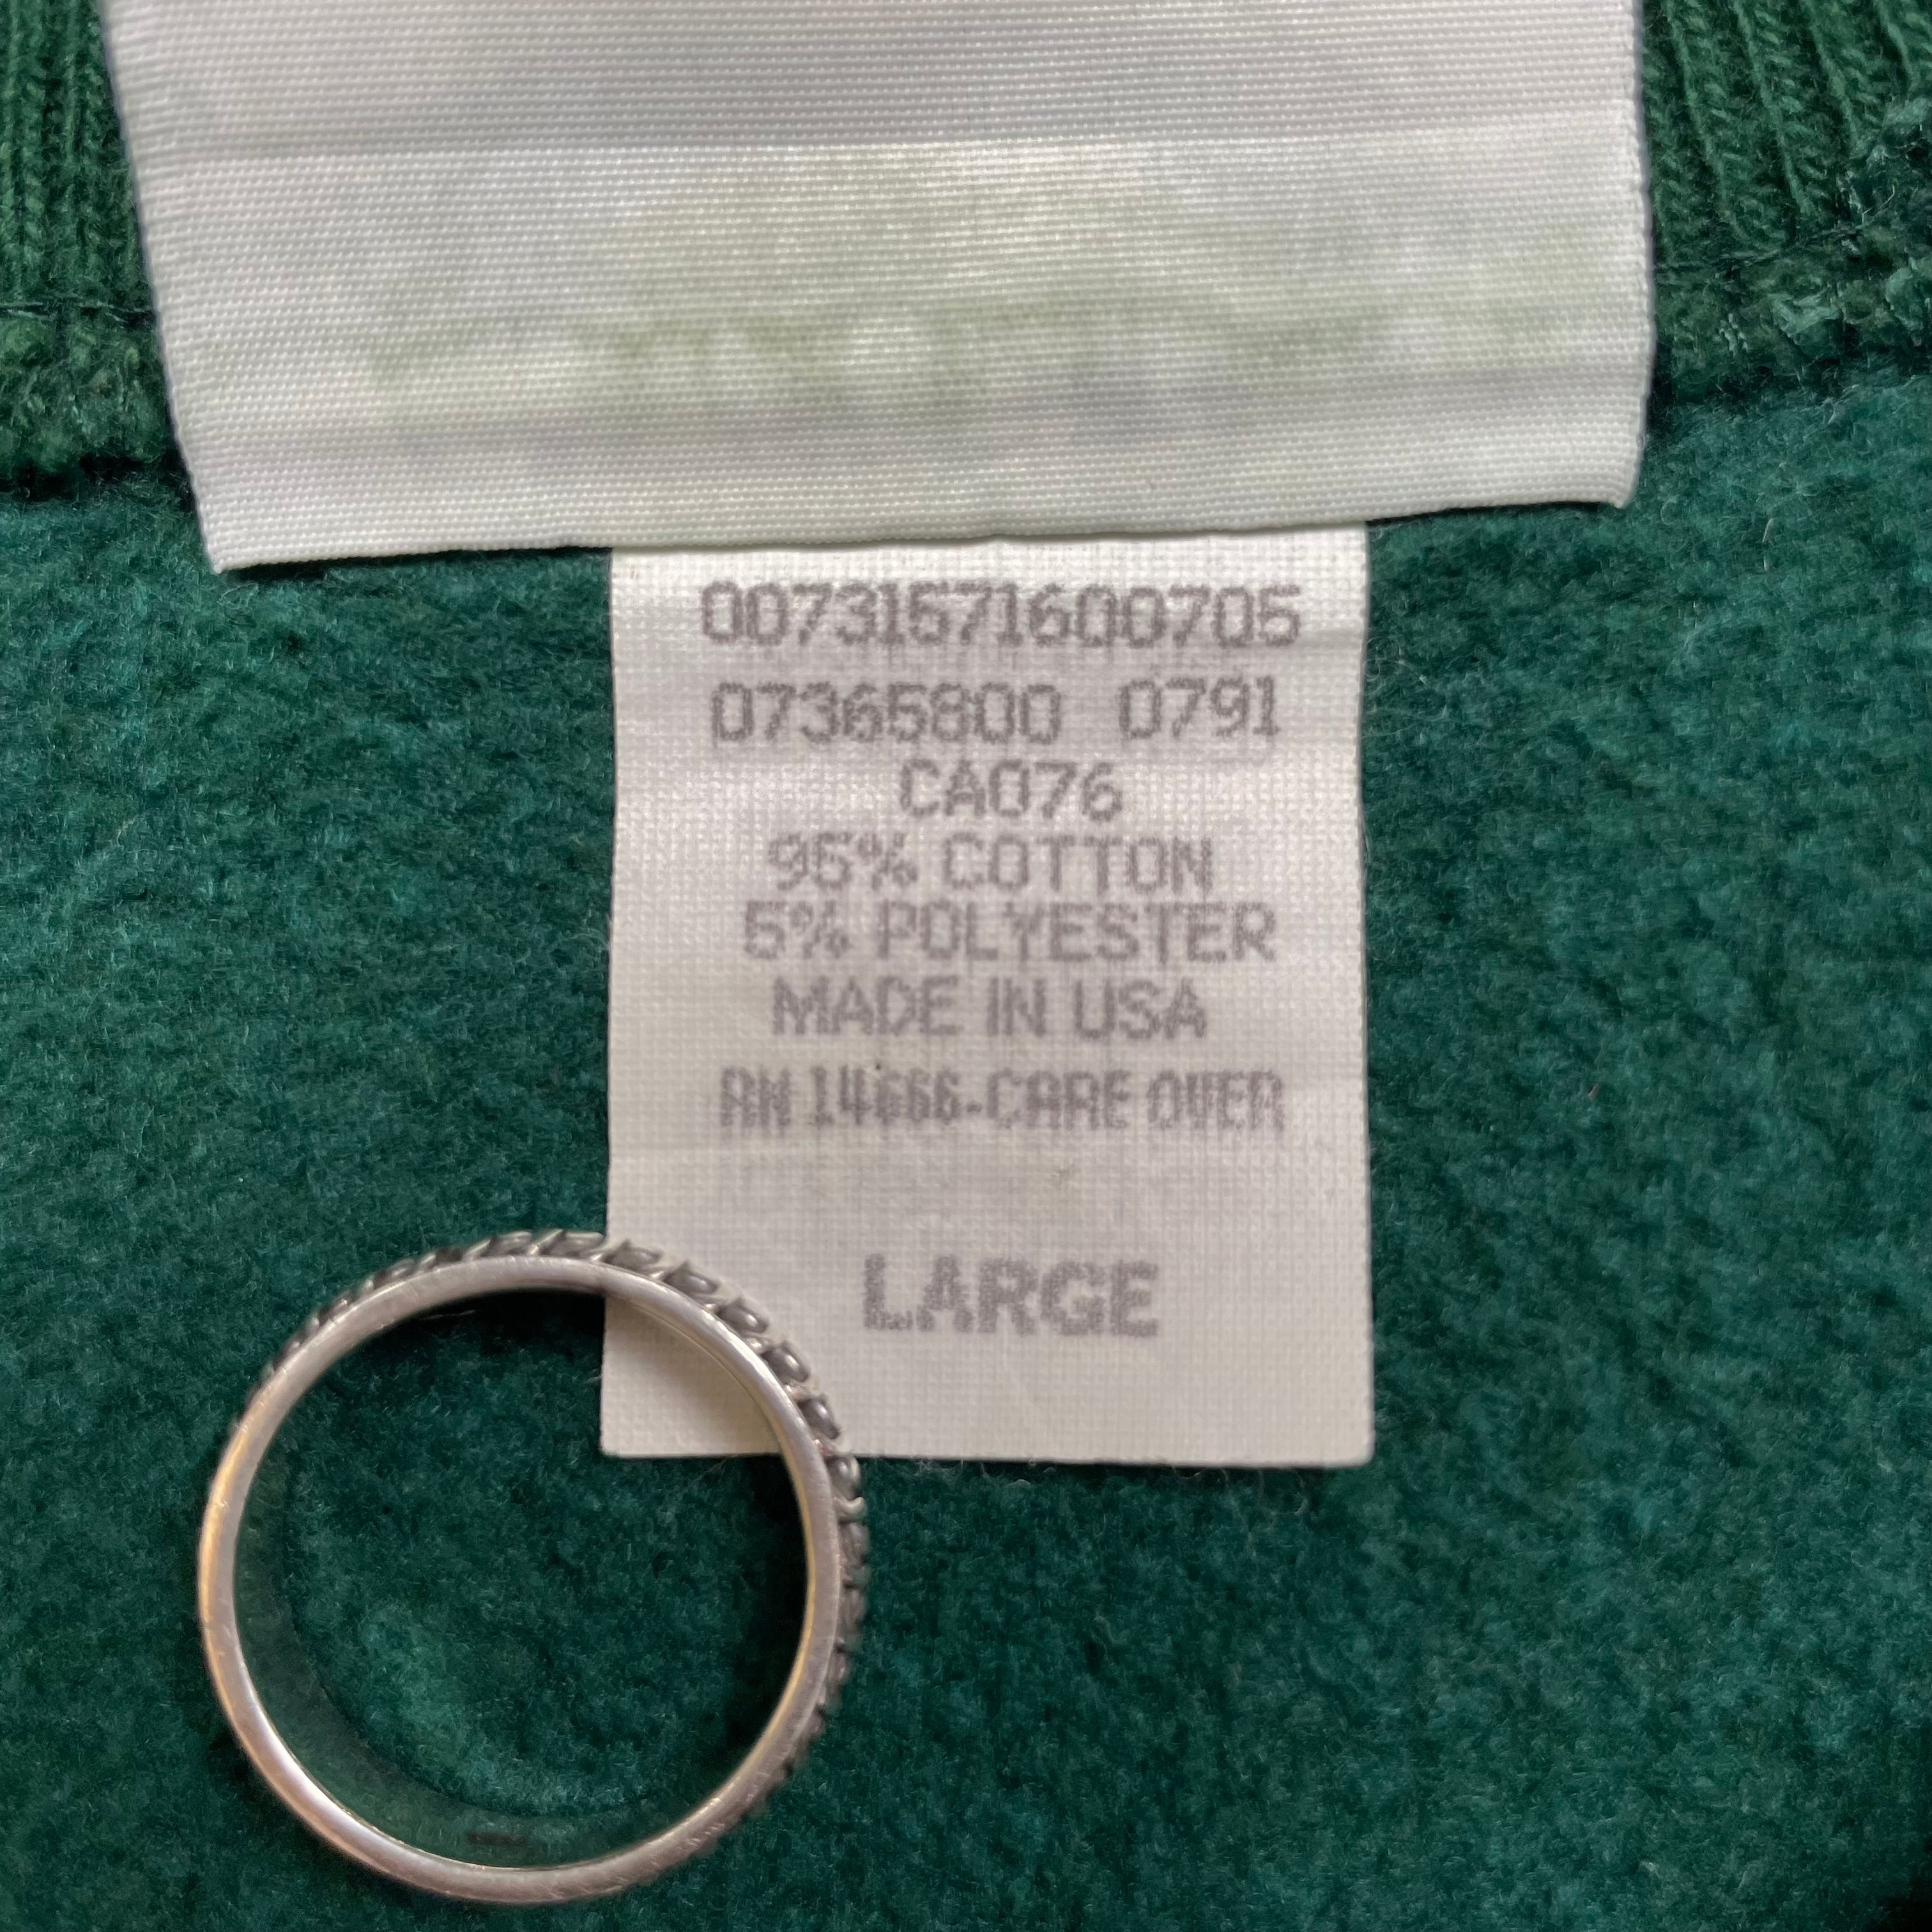 00731571600705
07365800 0791
CA076
95% COTTON
5% POLYESTER
MADE IN USA
RN 14666-CARE OVER
LARGE